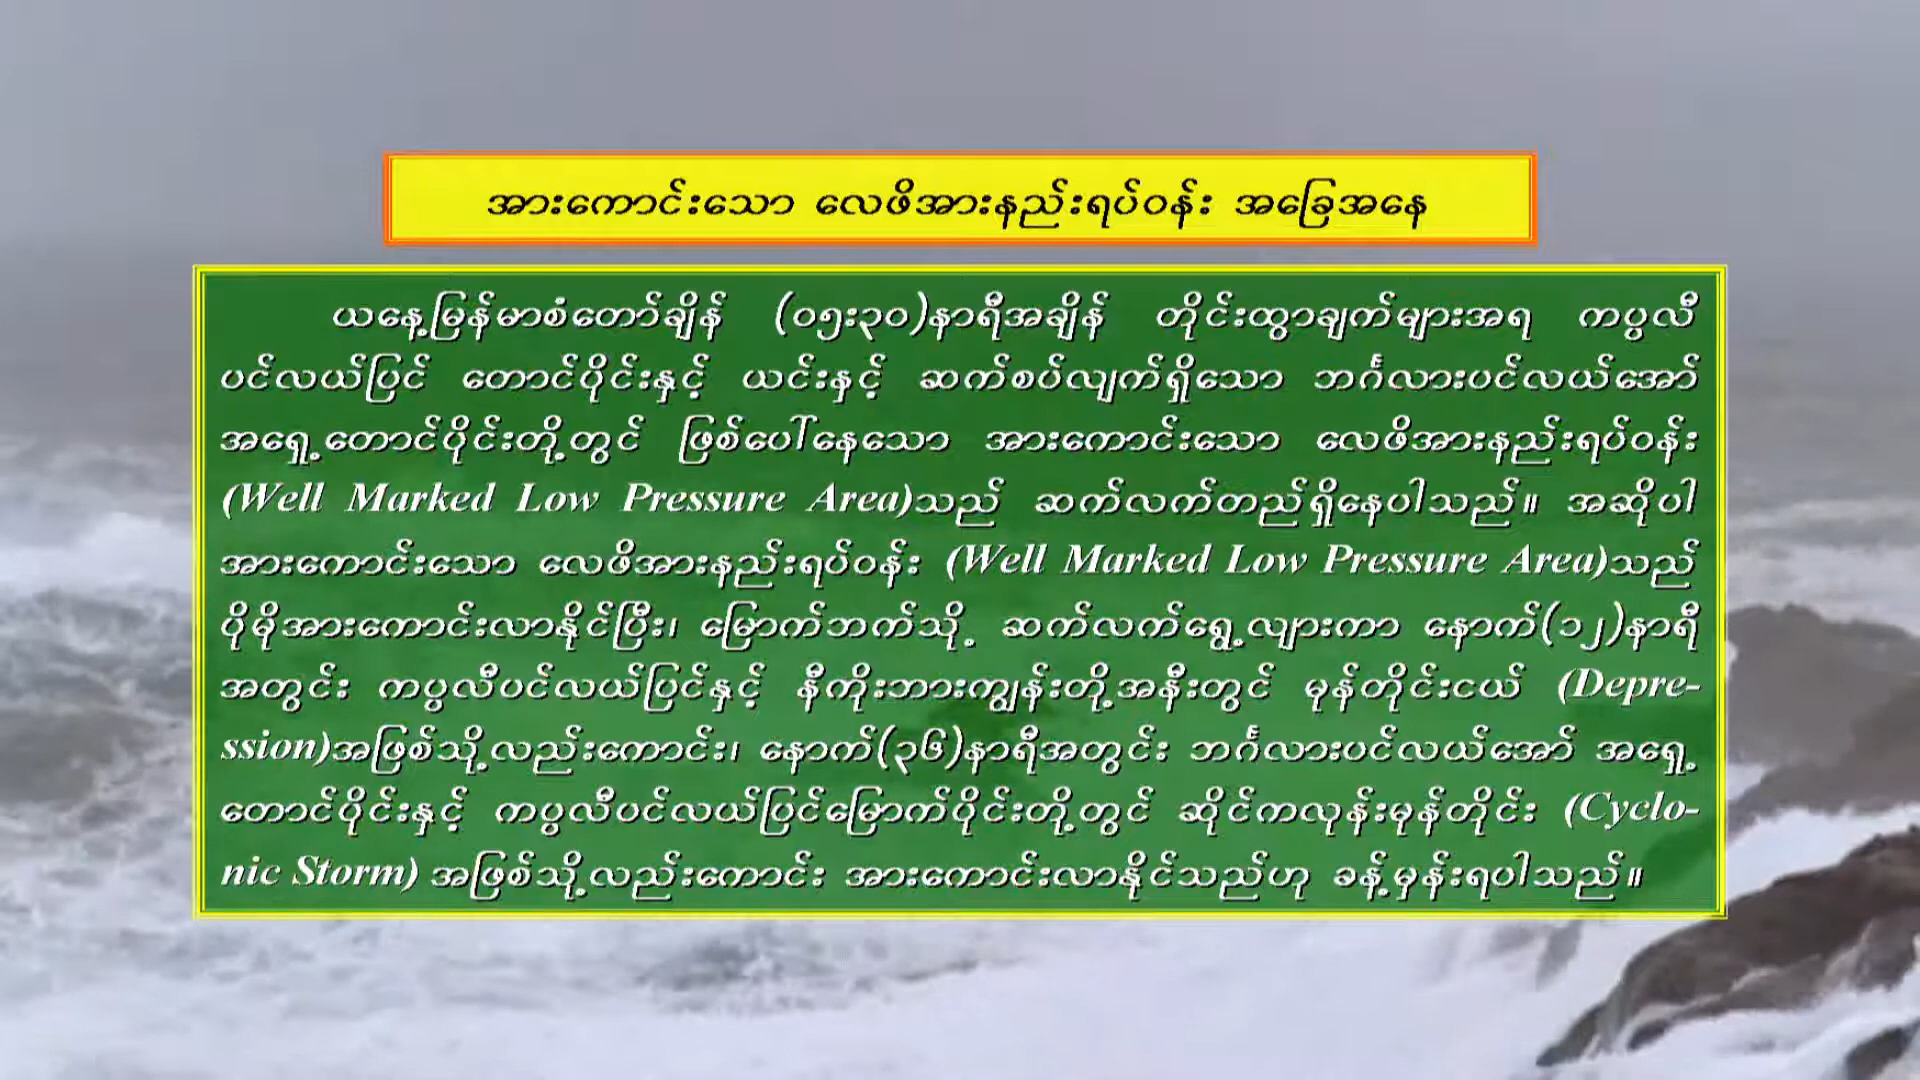 အားကောင်းသော လေဖိအားနည်းရပ်ဝန်း အခြေအနေ
ယနေ့မြန်မာစံတော်ချိန် (၀၅:၃၀)နာရီအချိန် တိုင်းထွာချက်များအရ ကပ္ပလီ
ပင်လယ်ပြင် တောင်ပိုင်းနှင့် ယင်းနှင့် ဆက်စပ်လျက်ရှိသော ဘင်္ဂလားပင်လယ်အော်
အရှေ့တောင်ပိုင်းတို့တွင် ဖြစ်ပေါ်နေသော အားကောင်းသော လေဖိအားနည်းရပ်ဝန်း
(Well Marked Low Pressure Area)သည် ဆက်လက်တည်ရှိနေပါသည်။ အဆိုပါ
အားကောင်းသော လေဖိအားနည်းရပ်ဝန်း (Well Marked Low Pressure Area)သည်
ပိုမိုအားကောင်းလာနိုင်ပြီး၊ မြောက်ဘက်သို့ ဆက်လက်ရွေ့လျားကာ နောက်(၁၂)နာရီ
အတွင်း ကပ္ပလီပင်လယ်ပြင်နှင့် နီကိုးဘားကျွန်းတို့အနီးတွင် မုန်တိုင်းငယ် (Depre-
ssion)အဖြစ်သို့လည်းကောင်း၊ နောက်(၃၆)နာရီအတွင်း ဘင်္ဂလားပင်လယ်အော် အရှေ့
တောင်ပိုင်းနှင့် ကပ္ပလီပင်လယ်ပြင်မြောက်ပိုင်းတို့တွင် ဆိုင်ကလုန်းမုန်တိုင်း (Cyclo-
nic Storm) အဖြစ်သို့လည်းကောင်း အားကောင်းလာနိုင်သည်ဟု ခန့်မှန်းရပါသည်။